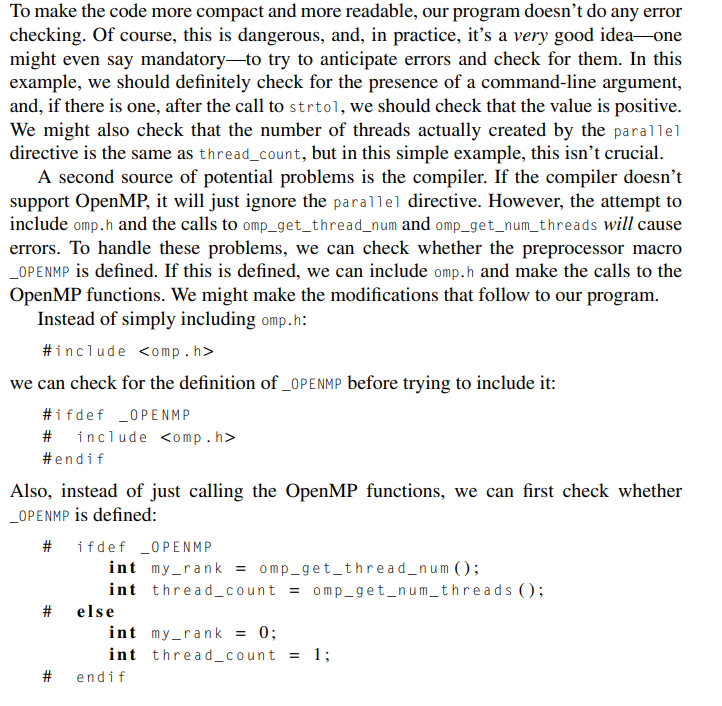 To make the code more compact and more readable, our program doesn't do any error
checking. Of course, this is dangerous, and, in practice, it's a very good idea—one
might even say mandatory—to try to anticipate errors and check for them. In this
example, we should definitely check for the presence of a command-line argument,
and, if there is one, after the call to strtol, we should check that the value is positive.
We might also check that the number of threads actually created by the parallel
directive is the same as thread_count, but in this simple example, this isn't crucial.
A second source of potential problems is the compiler. If the compiler doesn't
support OpenMP, it will just ignore the parallel directive. However, the attempt to
include omp.h and the calls to omp_get_thread_num and omp_get_num_threads will cause
errors. To handle these problems, we can check whether the preprocessor macro
_OPENMP is defined. If this is defined, we can include omp.h and make the calls to the
OpenMP functions. We might make the modifications that follow to our program.
Instead of simply including omp.h:
#include <omp.h>
we can check for the definition of _OPENMP before trying to include it:
#ifdef _OPENMP
#  include <omp.h>
#endif
Also, instead of just calling the OpenMP functions, we can first check whether
_OPENMP is defined:
#  ifdef _OPENMP
int my_rank = omp_get_thread_num();
int thread_count = omp_get_num_threads();
#  else
int my_rank = 0;
int thread_count = 1;
#  endif